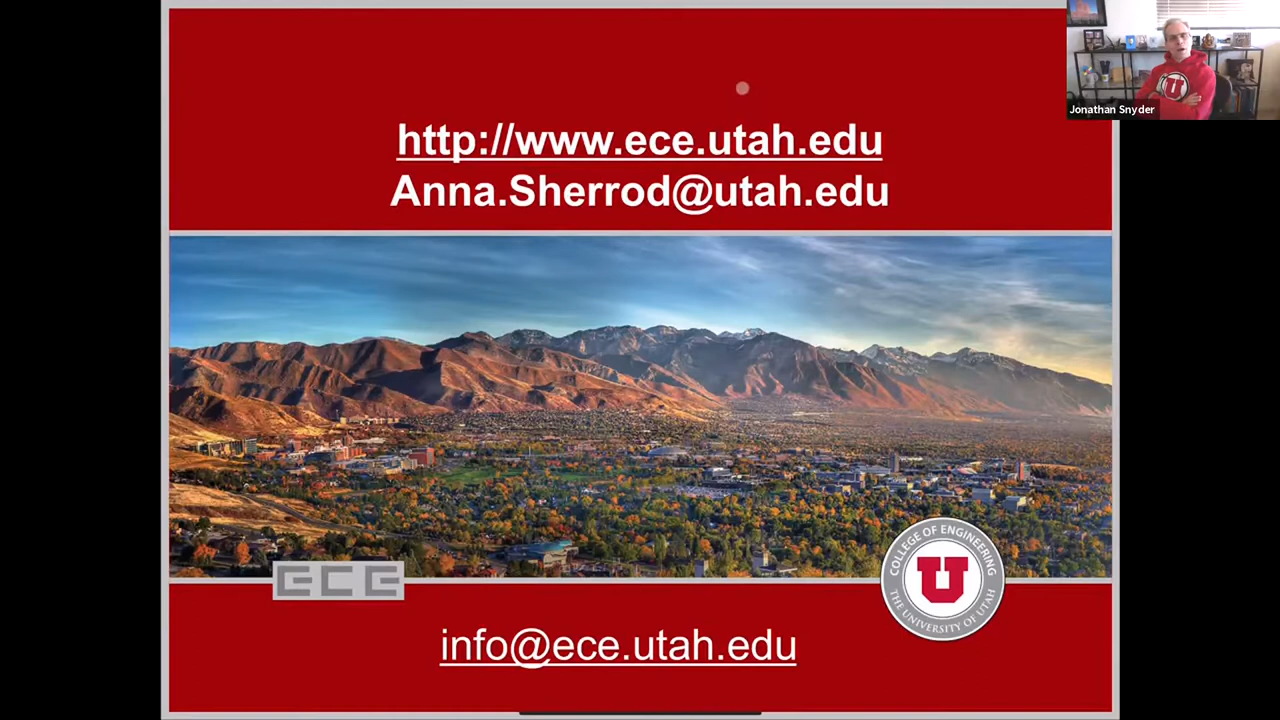 http://www.ece.utah.edu
Anna.Sherrod@utah.edu
Jonathan Snyder
U
ECE
COLLEGE OF ENGINEERING
U
THE UNIVERSITY OF UTAH
info@ece.utah.edu